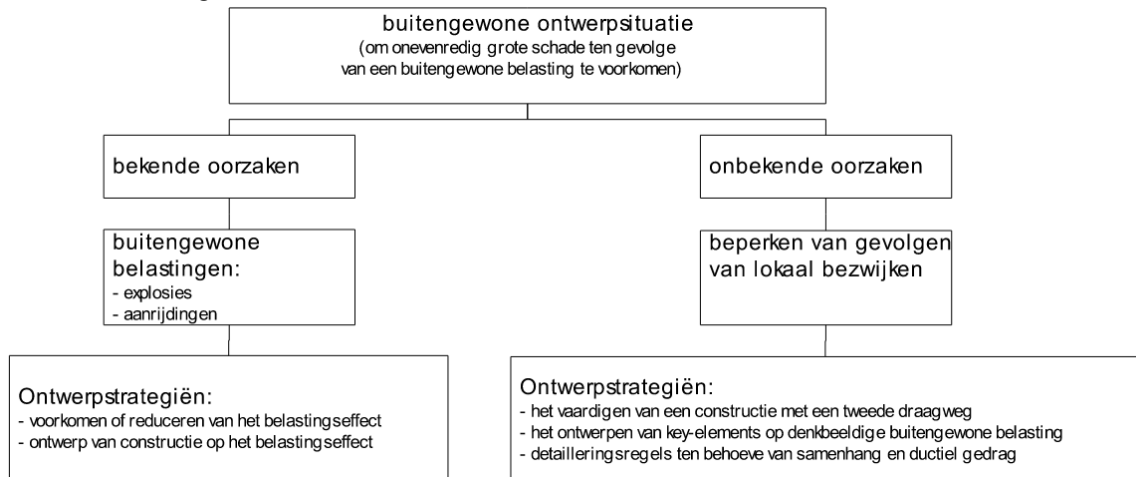 buitengewone ontwerpsituatie
(om onevenredig grote schade ten gevolge
van een buitengewone belasting te voorkomen)
bekende oorzaken
onbekende oorzaken
buitengewone
belastingen:
- explosies
- aanrijdingen
beperken van gevolgen
van lokaal bezwijken
Ontwerpstrategiën:
- voorkomen of reduceren van het belastingseffect
- ontwerp van constructie op het belastingseffect
Ontwerpstrategiën:
- het vaardigen van een constructie met een tweede draagweg
- het ontwerpen van key-elements op denkbeeldige buitengewone belasting
- detailleringsregels ten behoeve van samenhang en ductiel gedrag